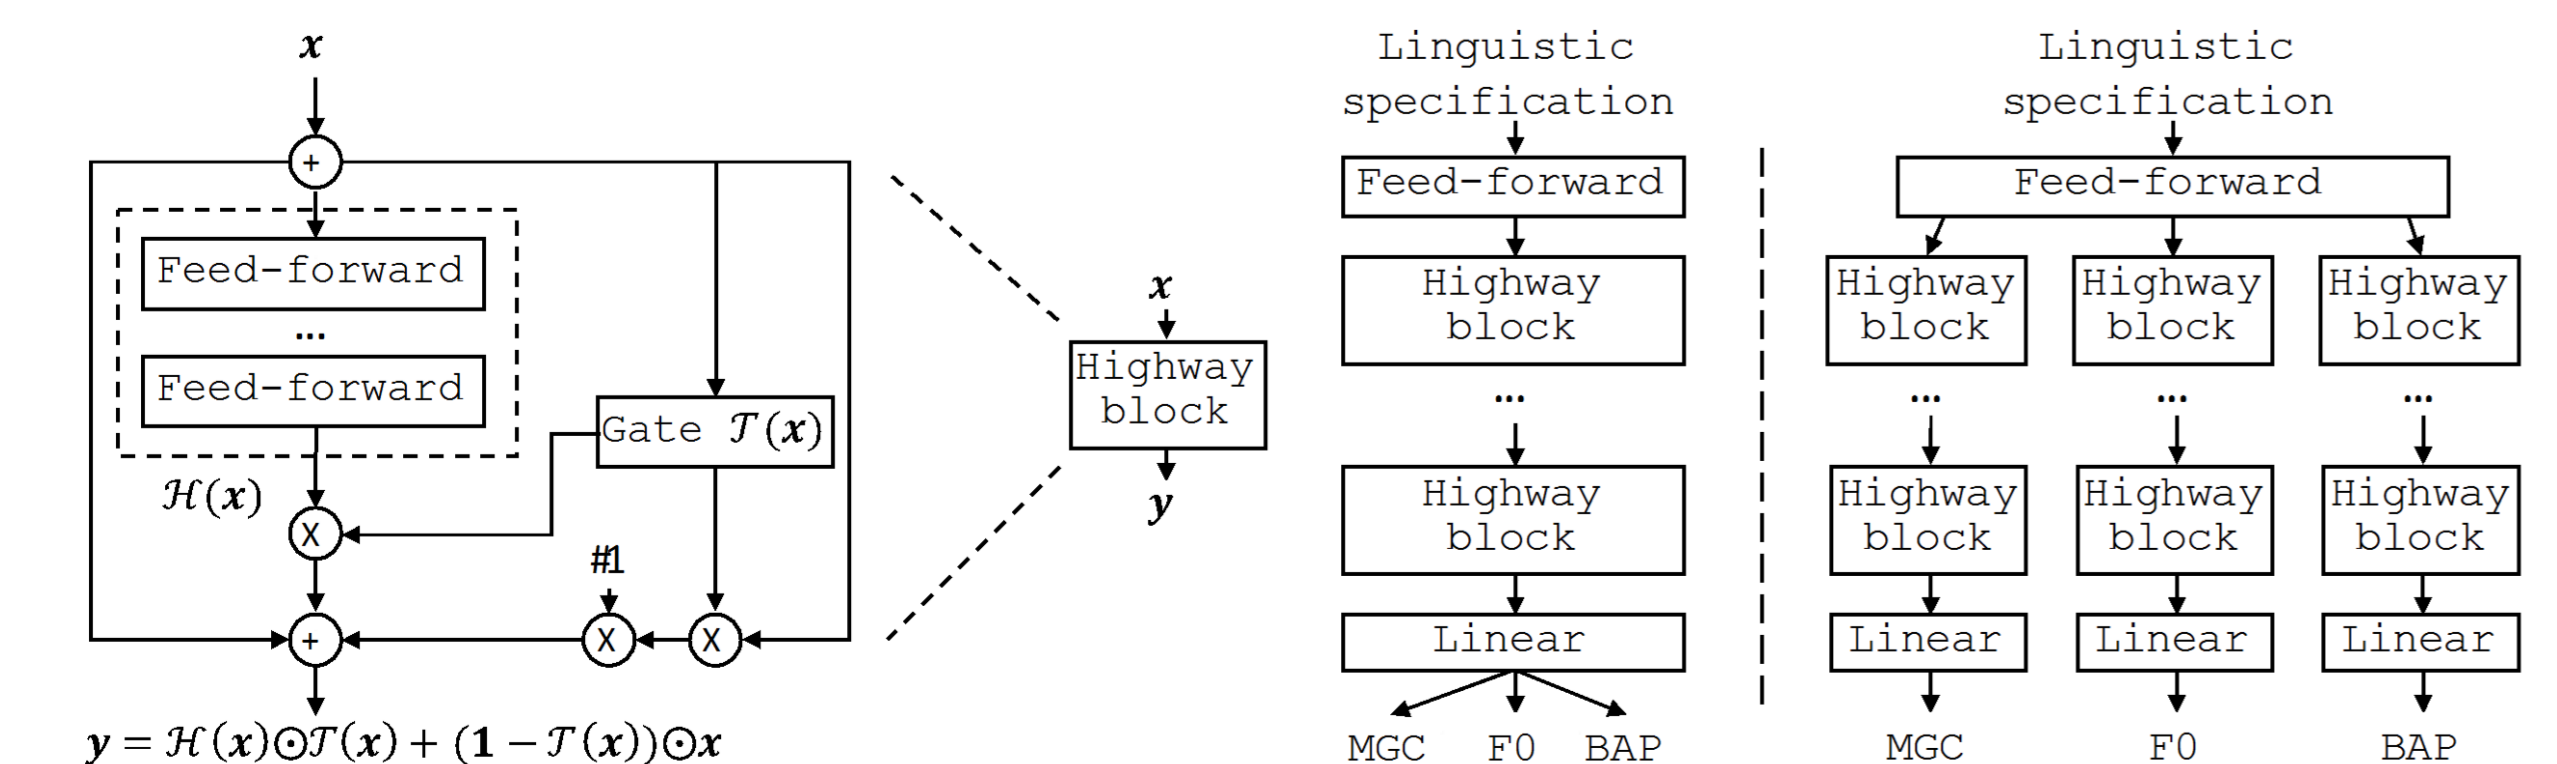 x
+
Feed-forward
...
Feed-forward
Gate 𝒯(x)
ℋ(x)
X
#1
+
X
X
y = ℋ(x)⊙𝒯(x) + (1 − 𝒯(x))⊙x
x
Highway
block
y
Linguistic
specification
Feed-forward
Highway
block
...
Highway
block
Linear
MGC F0 BAP
Linguistic
specification
Feed-forward
Highway Highway Highway
block block block
... ... ...
Highway Highway Highway
block block block
Linear Linear Linear
MGC F0 BAP